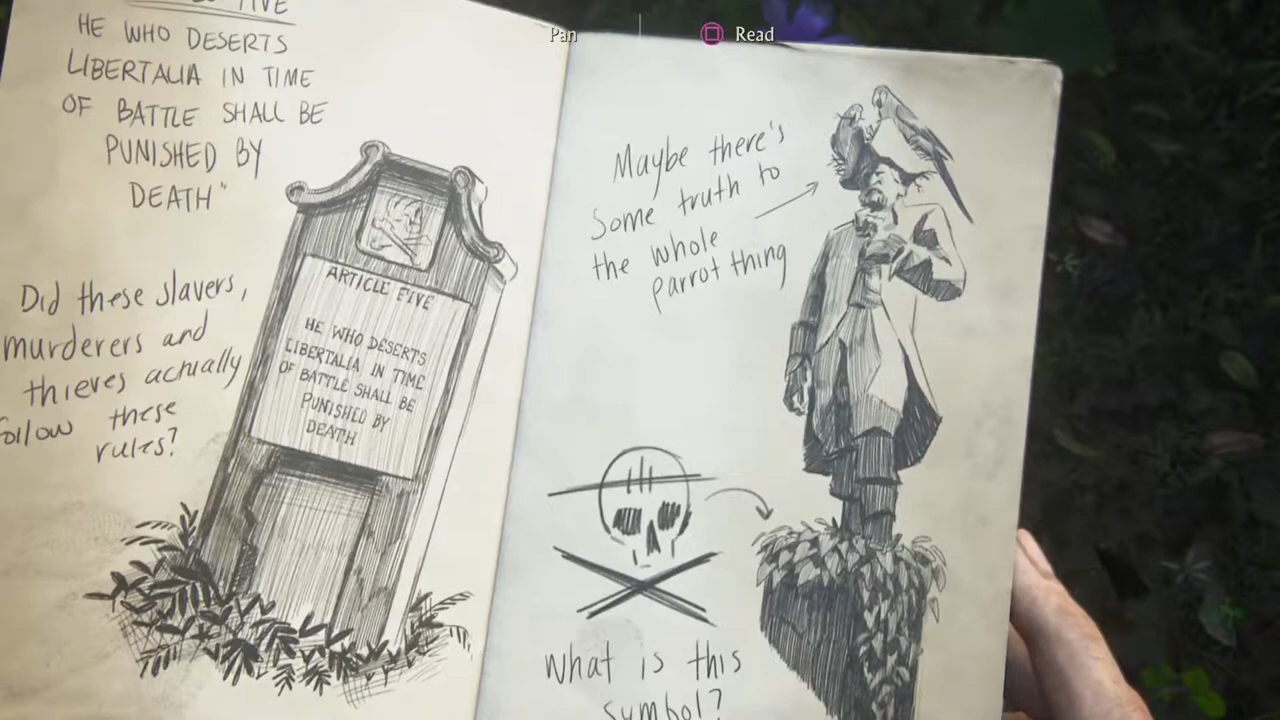 Pan
Read
FIVE
HE WHO DESERTS
LIBERTALIA IN TIME
OF BATTLE SHALL BE
PUNISHED BY
DEATH"
Did these slavers,
murderers and
thieves actually
follow these
rules?
ARTICLE FIVE
HE WHO DESERTS
LIBERTALIA IN TIME
OF BATTLE SHALL BE
PUNISHED BY
DEATH
Maybe there's
some truth to
the whole
parrot thing
What is this
symbol?